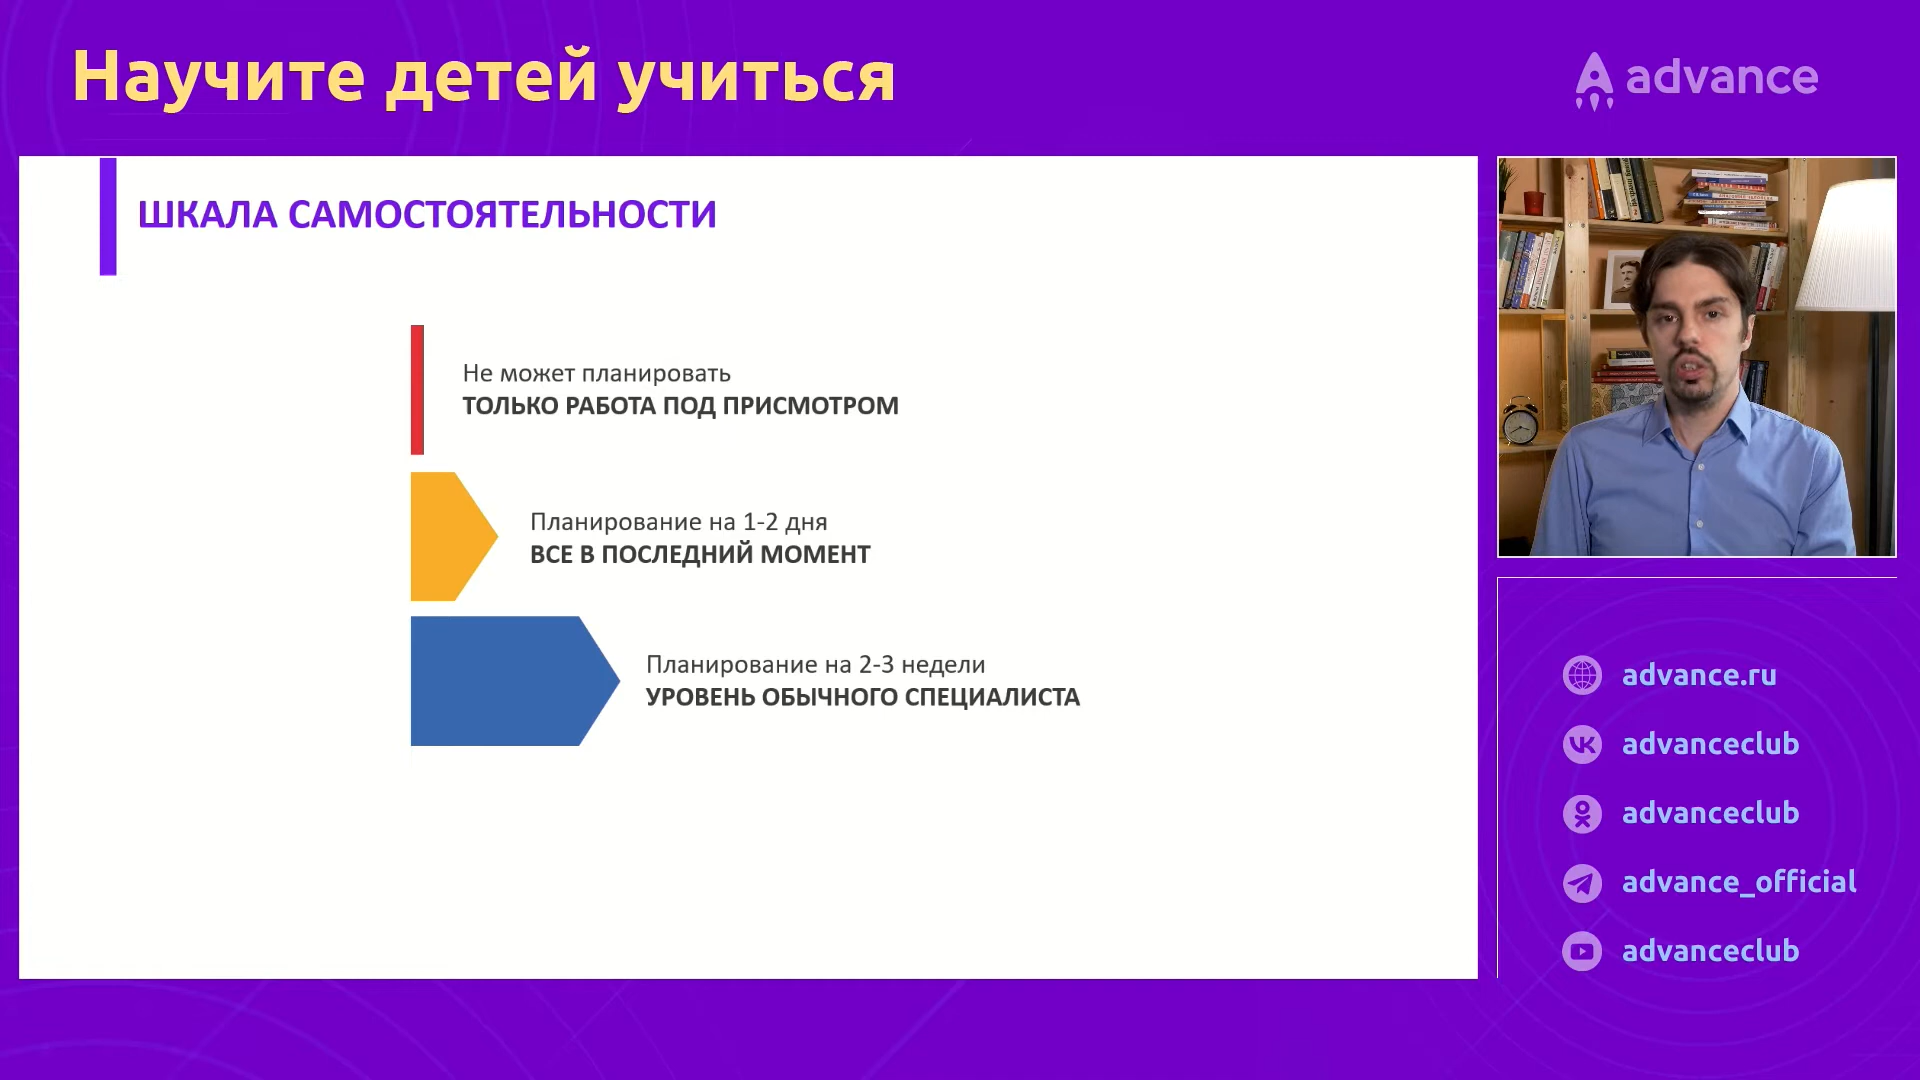 Научите детей учиться
advance
ШКАЛА САМОСТОЯТЕЛЬНОСТИ
Не может планировать
ТОЛЬКО РАБОТА ПОД ПРИСМОТРОМ
Планирование на 1-2 дня
ВСЕ В ПОСЛЕДНИЙ МОМЕНТ
Планирование на 2-3 недели
УРОВЕНЬ ОБЫЧНОГО СПЕЦИАЛИСТА
advance.ru
advanceclub
advanceclub
advance_official
advanceclub